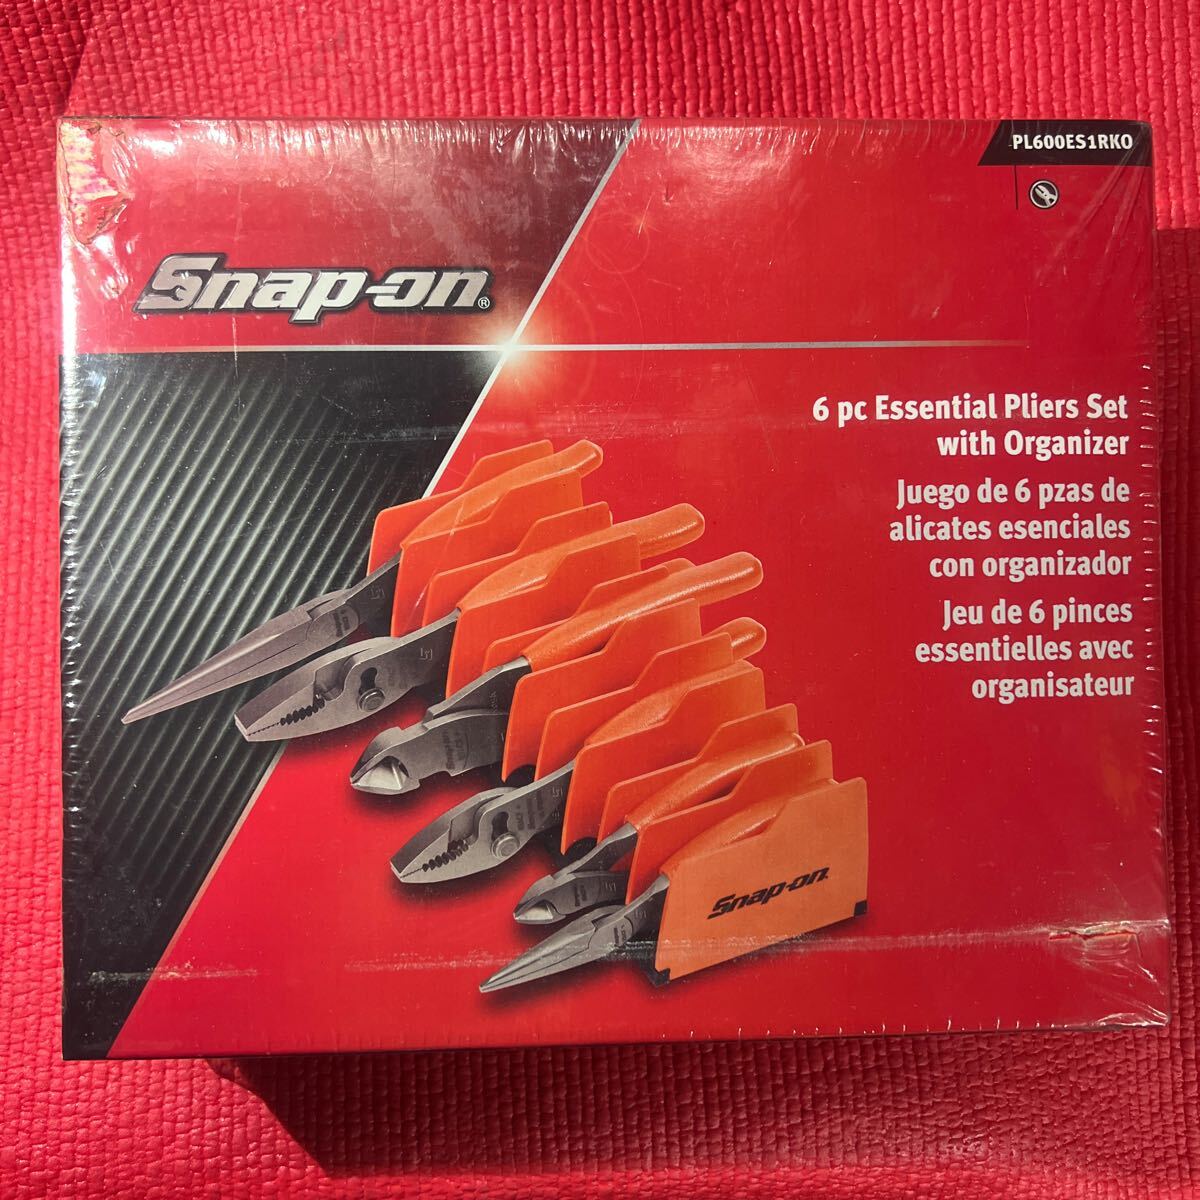 PL600ES1RKO
Snap-on®
6 pc Essential Pliers Set
with Organizer
Juego de 6 pzas de
alicates esenciales
con organizador
Jeu de 6 pinces
essentielles avec
organisateur
Snap-on